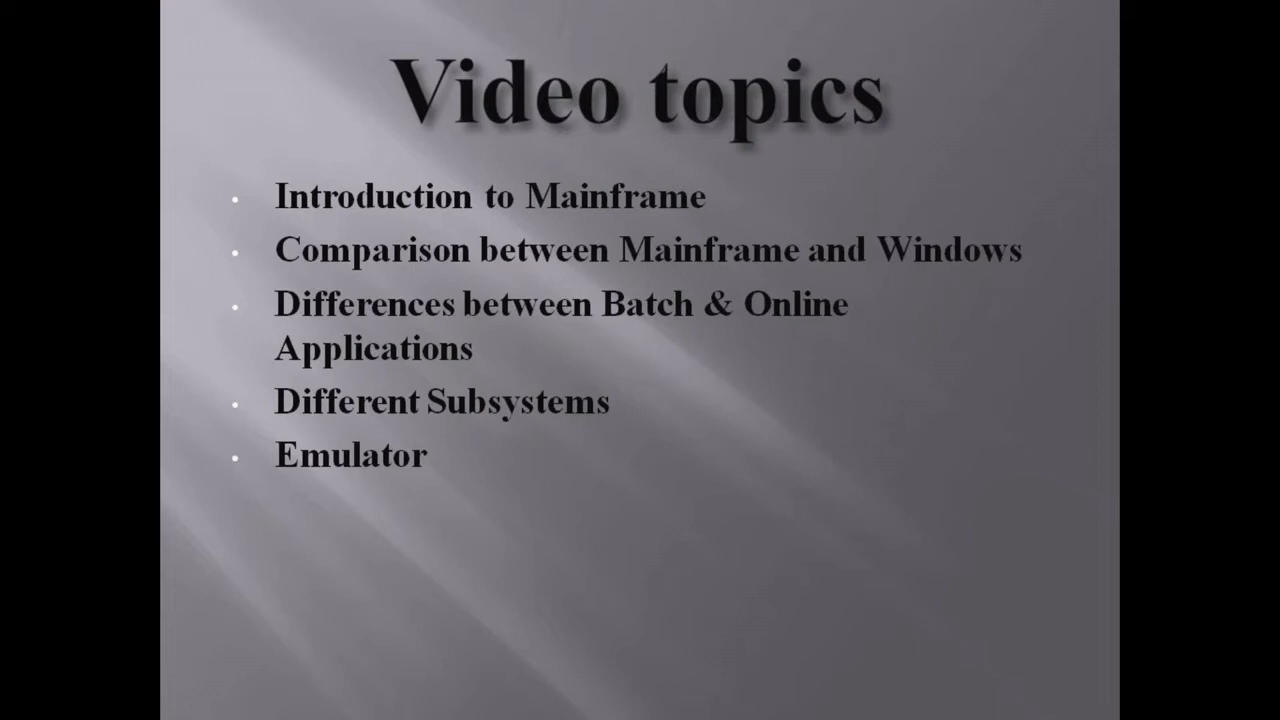 Video topics
Introduction to Mainframe
Comparison between Mainframe and Windows
Differences between Batch & Online
Applications
Different Subsystems
Emulator